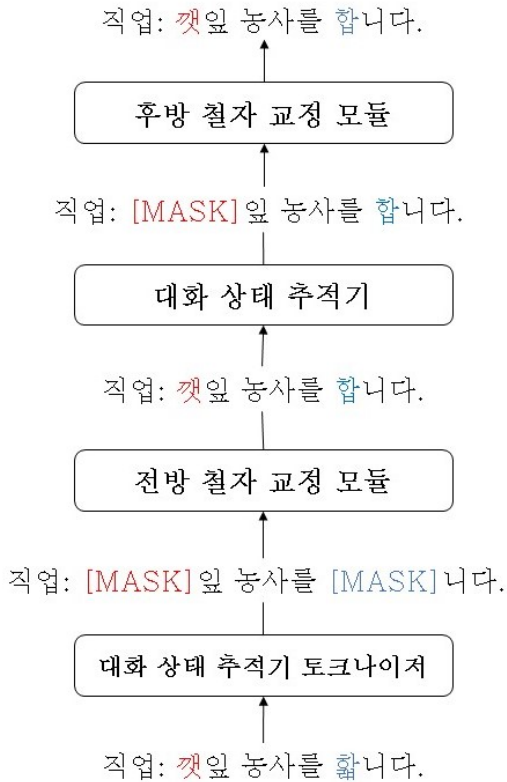 직업: 깻잎 농사를 합니다.
후방 철자 교정 모듈
직업: [MASK]잎 농사를 합니다.
대화 상태 추적기
직업: 깻잎 농사를 합니다.
전방 철자 교정 모듈
직업: [MASK]잎 농사를 [MASK]니다.
대화 상태 추적기 토크나이저
직업: 깻잎 농사를 핣니다.